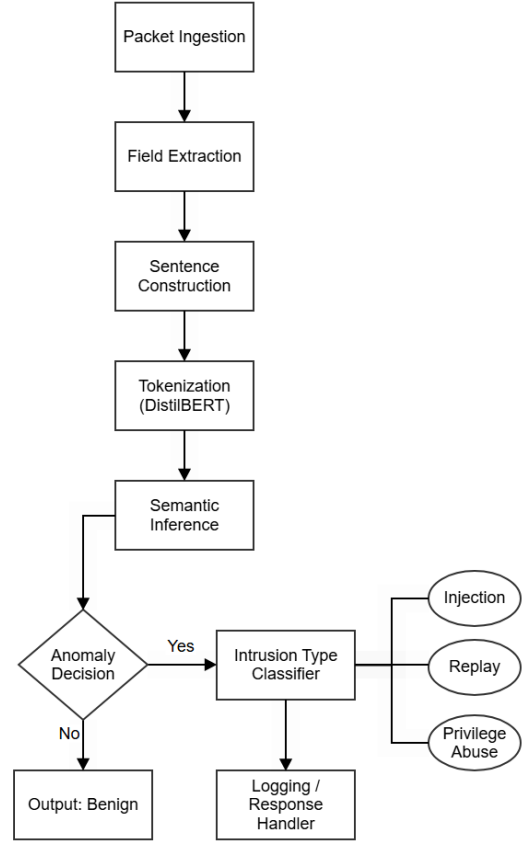 Packet Ingestion
Field Extraction
Sentence
Construction
Tokenization
(DistilBERT)
Semantic
Inference
Anomaly
Decision
Yes
No
Intrusion Type
Classifier
Injection
Replay
Privilege
Abuse
Output: Benign
Logging /
Response
Handler